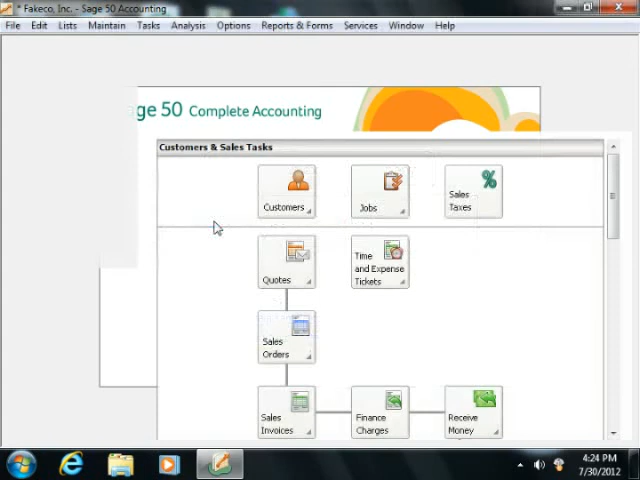 * Fakeco, Inc. - Sage 50 Accounting
File Edit Lists Maintain Tasks Analysis Options Reports & Forms Services Window Help
ge 50 Complete Accounting
Customers & Sales Tasks
Customers
Jobs
Sales
Taxes
Quotes
Time
and Expense
Tickets
Sales
Orders
Sales
Invoices
Finance
Charges
Receive
Money
4:24 PM
7/30/2012